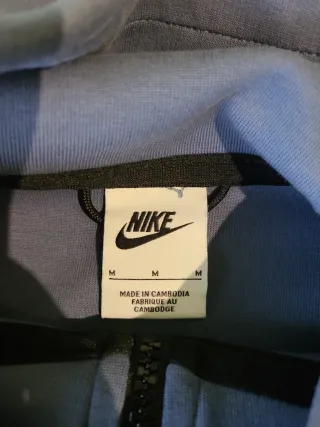 NIKE
M M M
MADE IN CAMBODIA
FABRIQUE AU
CAMBODGE